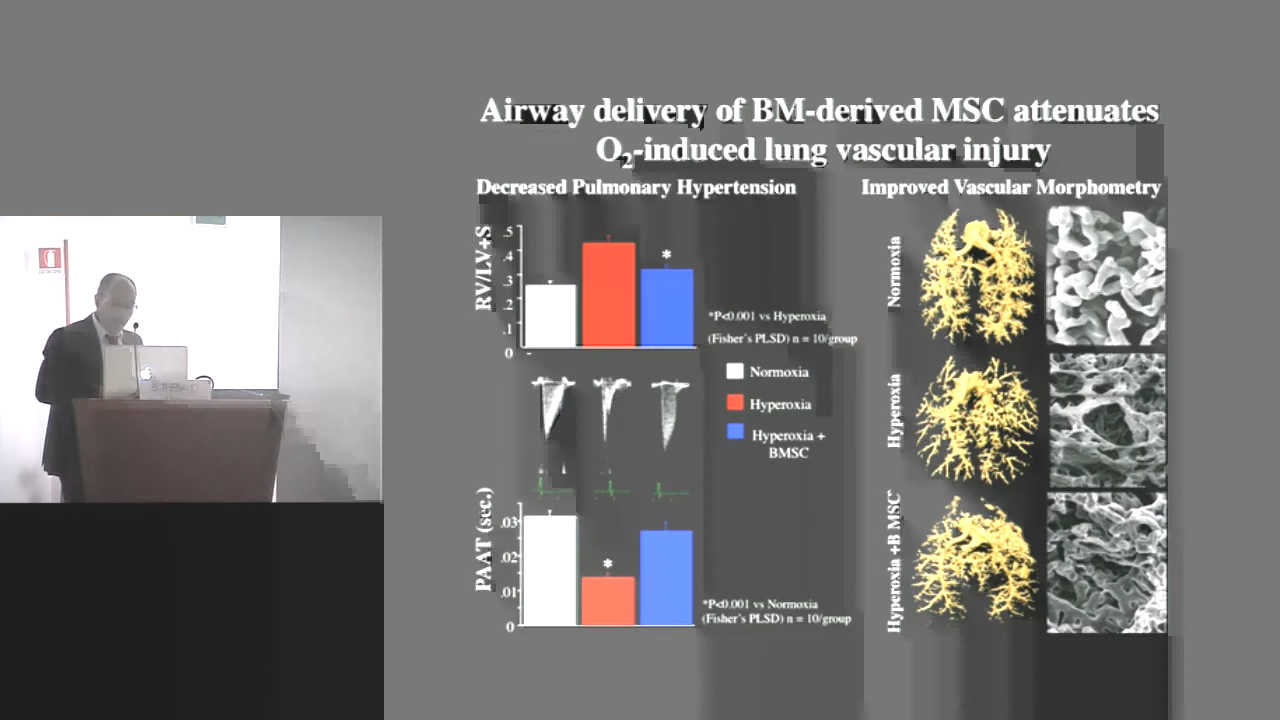 Airway delivery of BM-derived MSC attenuates
O₂-induced lung vascular injury
Decreased Pulmonary Hypertension
Improved Vascular Morphometry
RV/LV+S
.5
.4
.3
.2
.1
0
*
*P<0.001 vs Hyperoxia
(Fisher's PLSD) n = 10/group
Normoxia
Hyperoxia
Hyperoxia +
BMSC
PAAT (sec.)
.03
.02
.01
0
*
*P<0.001 vs Normoxia
(Fisher's PLSD) n = 10/group
Normoxia
Hyperoxia
Hyperoxia +B MSC
B. THEBAUD